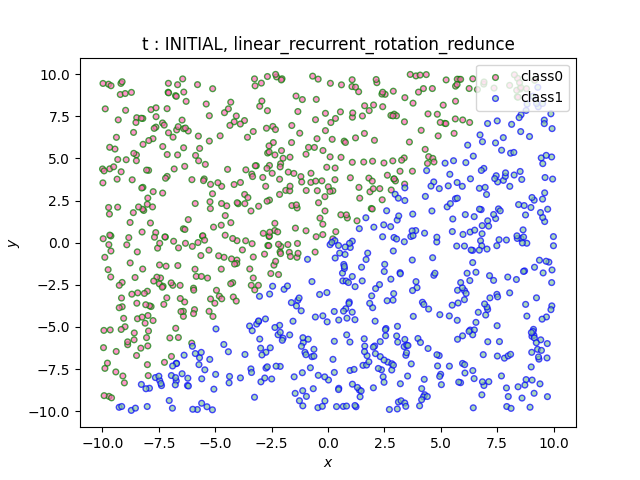 t : INITIAL, linear_recurrent_rotation_redunce
class0
class1
10.0
7.5
5.0
2.5
0.0
−2.5
−5.0
−7.5
−10.0
y
−10.0 −7.5 −5.0 −2.5 0.0 2.5 5.0 7.5 10.0
x